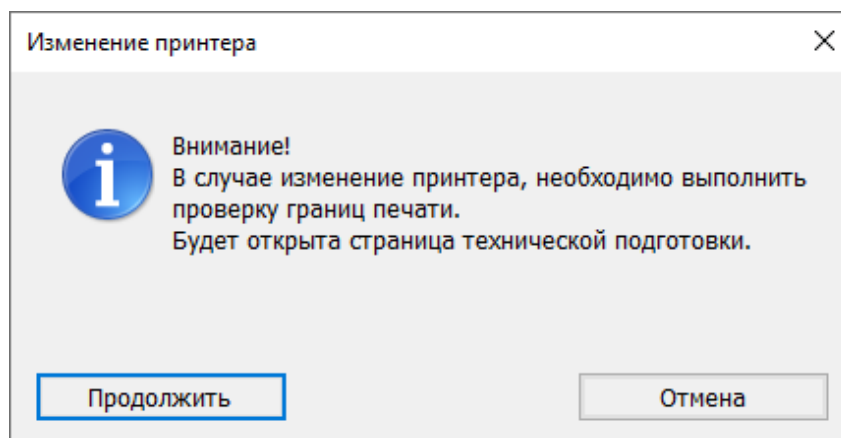 Изменение принтера
Внимание!
В случае изменение принтера, необходимо выполнить
проверку границ печати.
Будет открыта страница технической подготовки.
Продолжить
Отмена